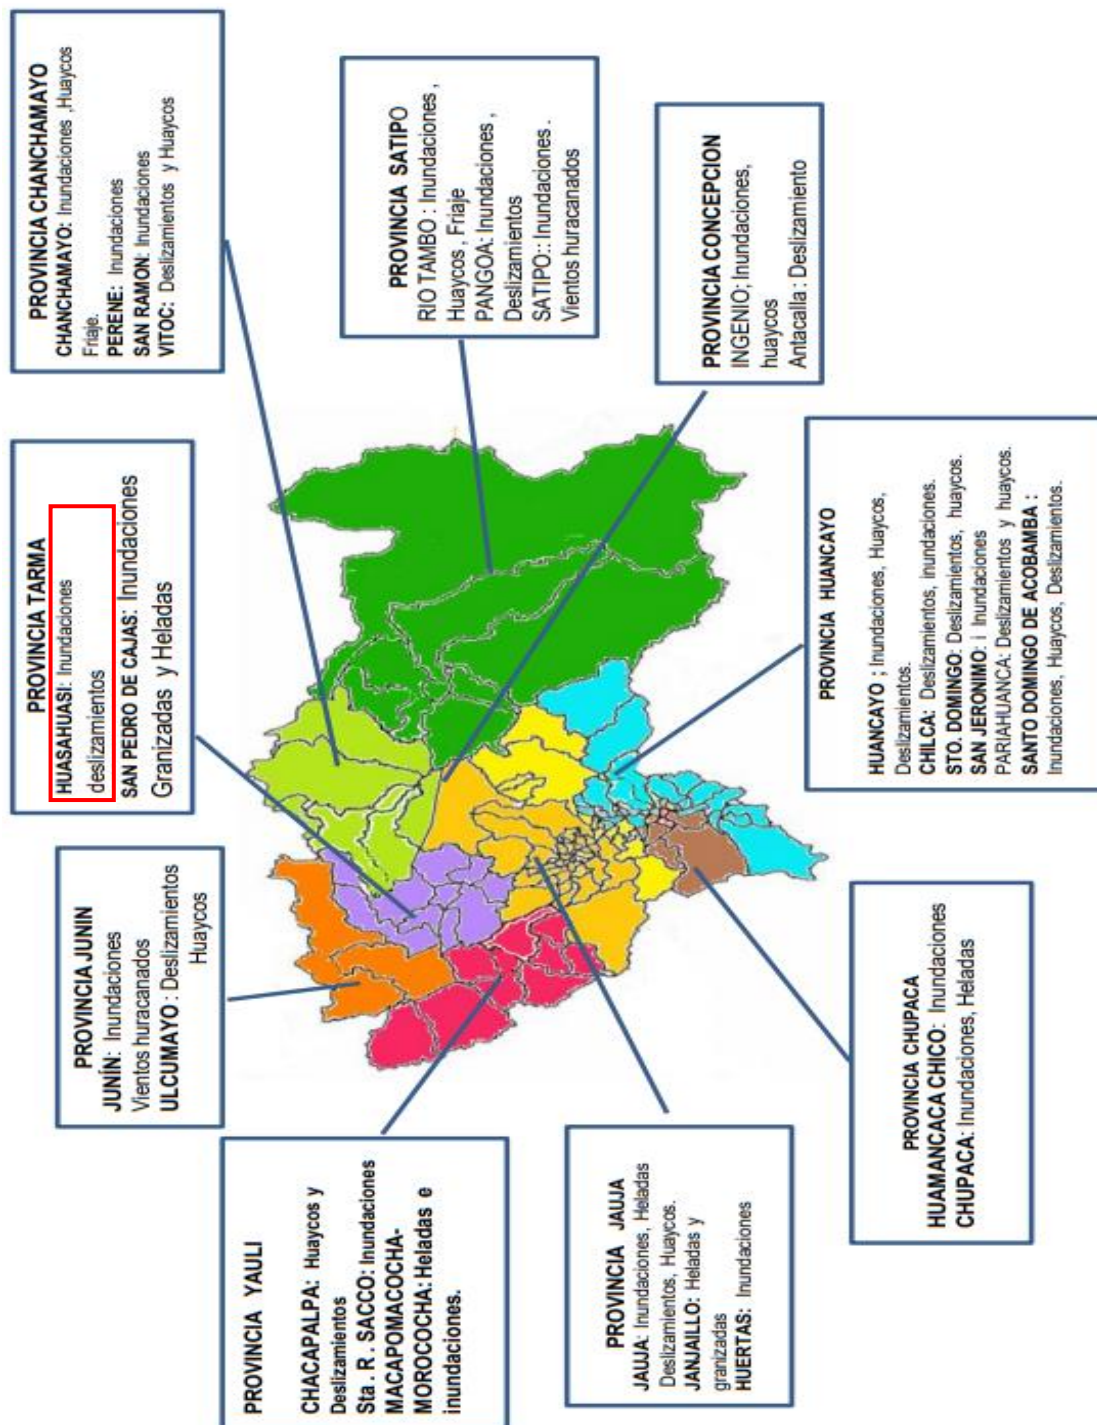 PROVINCIA JUNIN
JUNÍN: Inundaciones
Vientos huracanados
ULCUMAYO : Deslizamientos
Huaycos
PROVINCIA TARMA
HUASAHUASI: Inundaciones
deslizamientos
SAN PEDRO DE CAJAS: Inundaciones
Granizadas y Heladas
PROVINCIA CHANCHAMAYO
CHANCHAMAYO: Inundaciones ,Huaycos
Friaje.
PERENE: Inundaciones
SAN RAMON: Inundaciones
VITOC: Deslizamientos y Huaycos
PROVINCIA YAULI
CHACAPALPA: Huaycos y
Deslizamientos
Sta . R . SACCO: Inundaciones
MACAPOMACOCHA-
MOROCOCHA: Heladas e
inundaciones.
PROVINCIA SATIPO
RIO TAMBO : Inundaciones ,
Huaycos , Friaje
PANGOA: Inundaciones ,
Deslizamientos
SATIPO:: Inundaciones .
Vientos huracanados
PROVINCIA JAUJA
JAUJA: Inundaciones, Heladas
Deslizamientos, Huaycos.
JANJAILLO: Heladas y
granizadas
HUERTAS: Inundaciones
PROVINCIA CONCEPCION
INGENIO; Inundaciones,
huaycos
Antacalla : Deslizamiento
PROVINCIA CHUPACA
HUAMANCACA CHICO: Inundaciones
CHUPACA: Inundaciones, Heladas
PROVINCIA HUANCAYO
HUANCAYO ; Inundaciones, Huaycos,
Deslizamientos.
CHILCA: Deslizamientos, inundaciones.
STO. DOMINGO: Deslizamientos, huaycos.
SAN JERONIMO: i Inundaciones
PARIAHUANCA: Deslizamientos y huaycos.
SANTO DOMINGO DE ACOBAMBA :
Inundaciones, Huaycos, Deslizamientos.